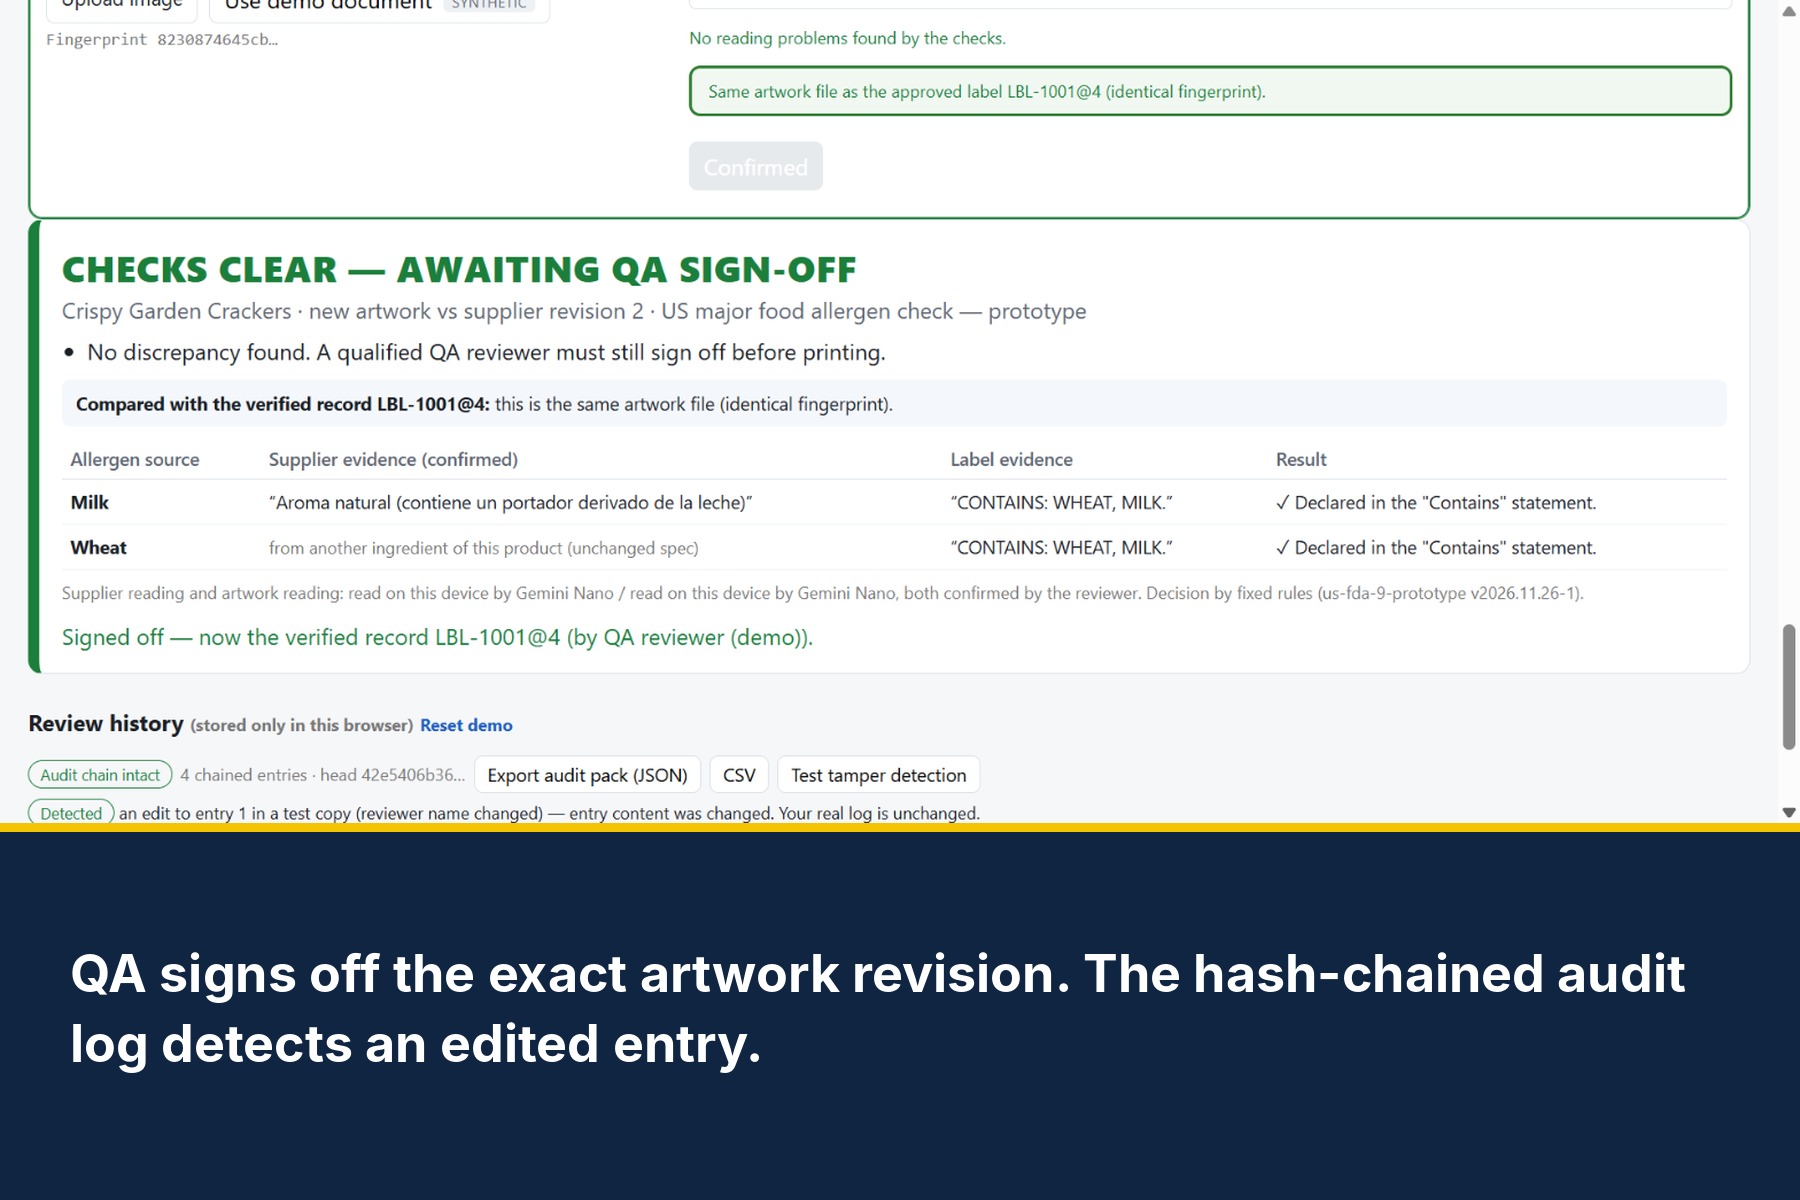 Upload image Use demo document SYNTHETIC
Fingerprint 8230874645cb…
No reading problems found by the checks.
Same artwork file as the approved label LBL-1001@4 (identical fingerprint).
Confirmed
CHECKS CLEAR — AWAITING QA SIGN-OFF
Crispy Garden Crackers · new artwork vs supplier revision 2 · US major food allergen check — prototype
• No discrepancy found. A qualified QA reviewer must still sign off before printing.
Compared with the verified record LBL-1001@4: this is the same artwork file (identical fingerprint).
Allergen source Supplier evidence (confirmed) Label evidence Result
Milk “Aroma natural (contiene un portador derivado de la leche)” “CONTAINS: WHEAT, MILK.” ✓ Declared in the "Contains" statement.
Wheat from another ingredient of this product (unchanged spec) “CONTAINS: WHEAT, MILK.” ✓ Declared in the "Contains" statement.
Supplier reading and artwork reading: read on this device by Gemini Nano / read on this device by Gemini Nano, both confirmed by the reviewer. Decision by fixed rules (us-fda-9-prototype v2026.11.26-1).
Signed off — now the verified record LBL-1001@4 (by QA reviewer (demo)).
Review history (stored only in this browser) Reset demo
Audit chain intact 4 chained entries · head 42e5406b36… Export audit pack (JSON) CSV Test tamper detection
Detected an edit to entry 1 in a test copy (reviewer name changed) — entry content was changed. Your real log is unchanged.
QA signs off the exact artwork revision. The hash-chained audit
log detects an edited entry.